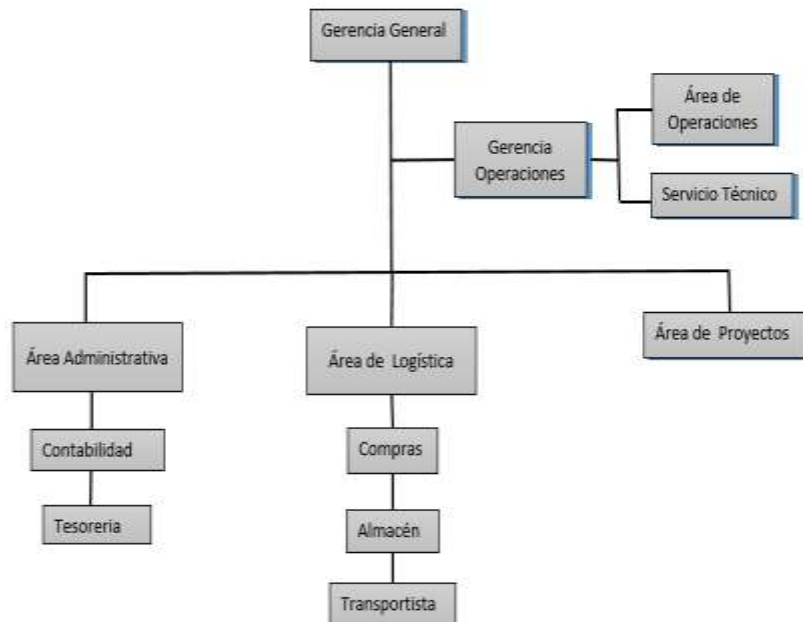 Gerencia General
Gerencia
Operaciones
Área de
Operaciones
Servicio Técnico
Área Administrativa
Área de Logística
Área de Proyectos
Contabilidad
Compras
Tesoreria
Almacén
Transportista